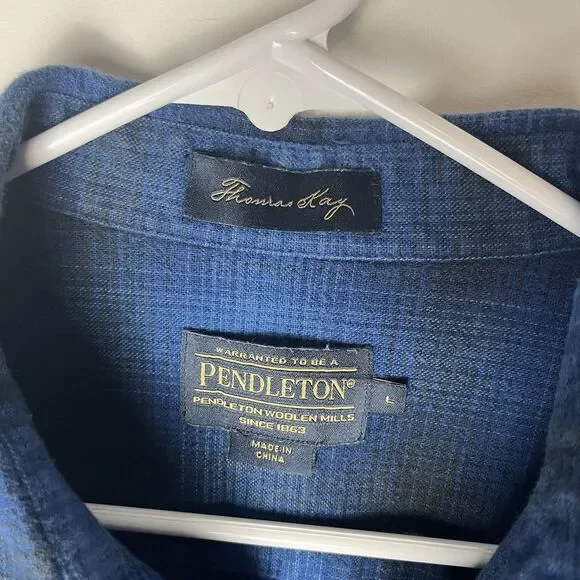 Thomas Kay
WARRANTED TO BE A
PENDLETON®
PENDLETON WOOLEN MILLS
SINCE 1863
L
MADE IN
CHINA